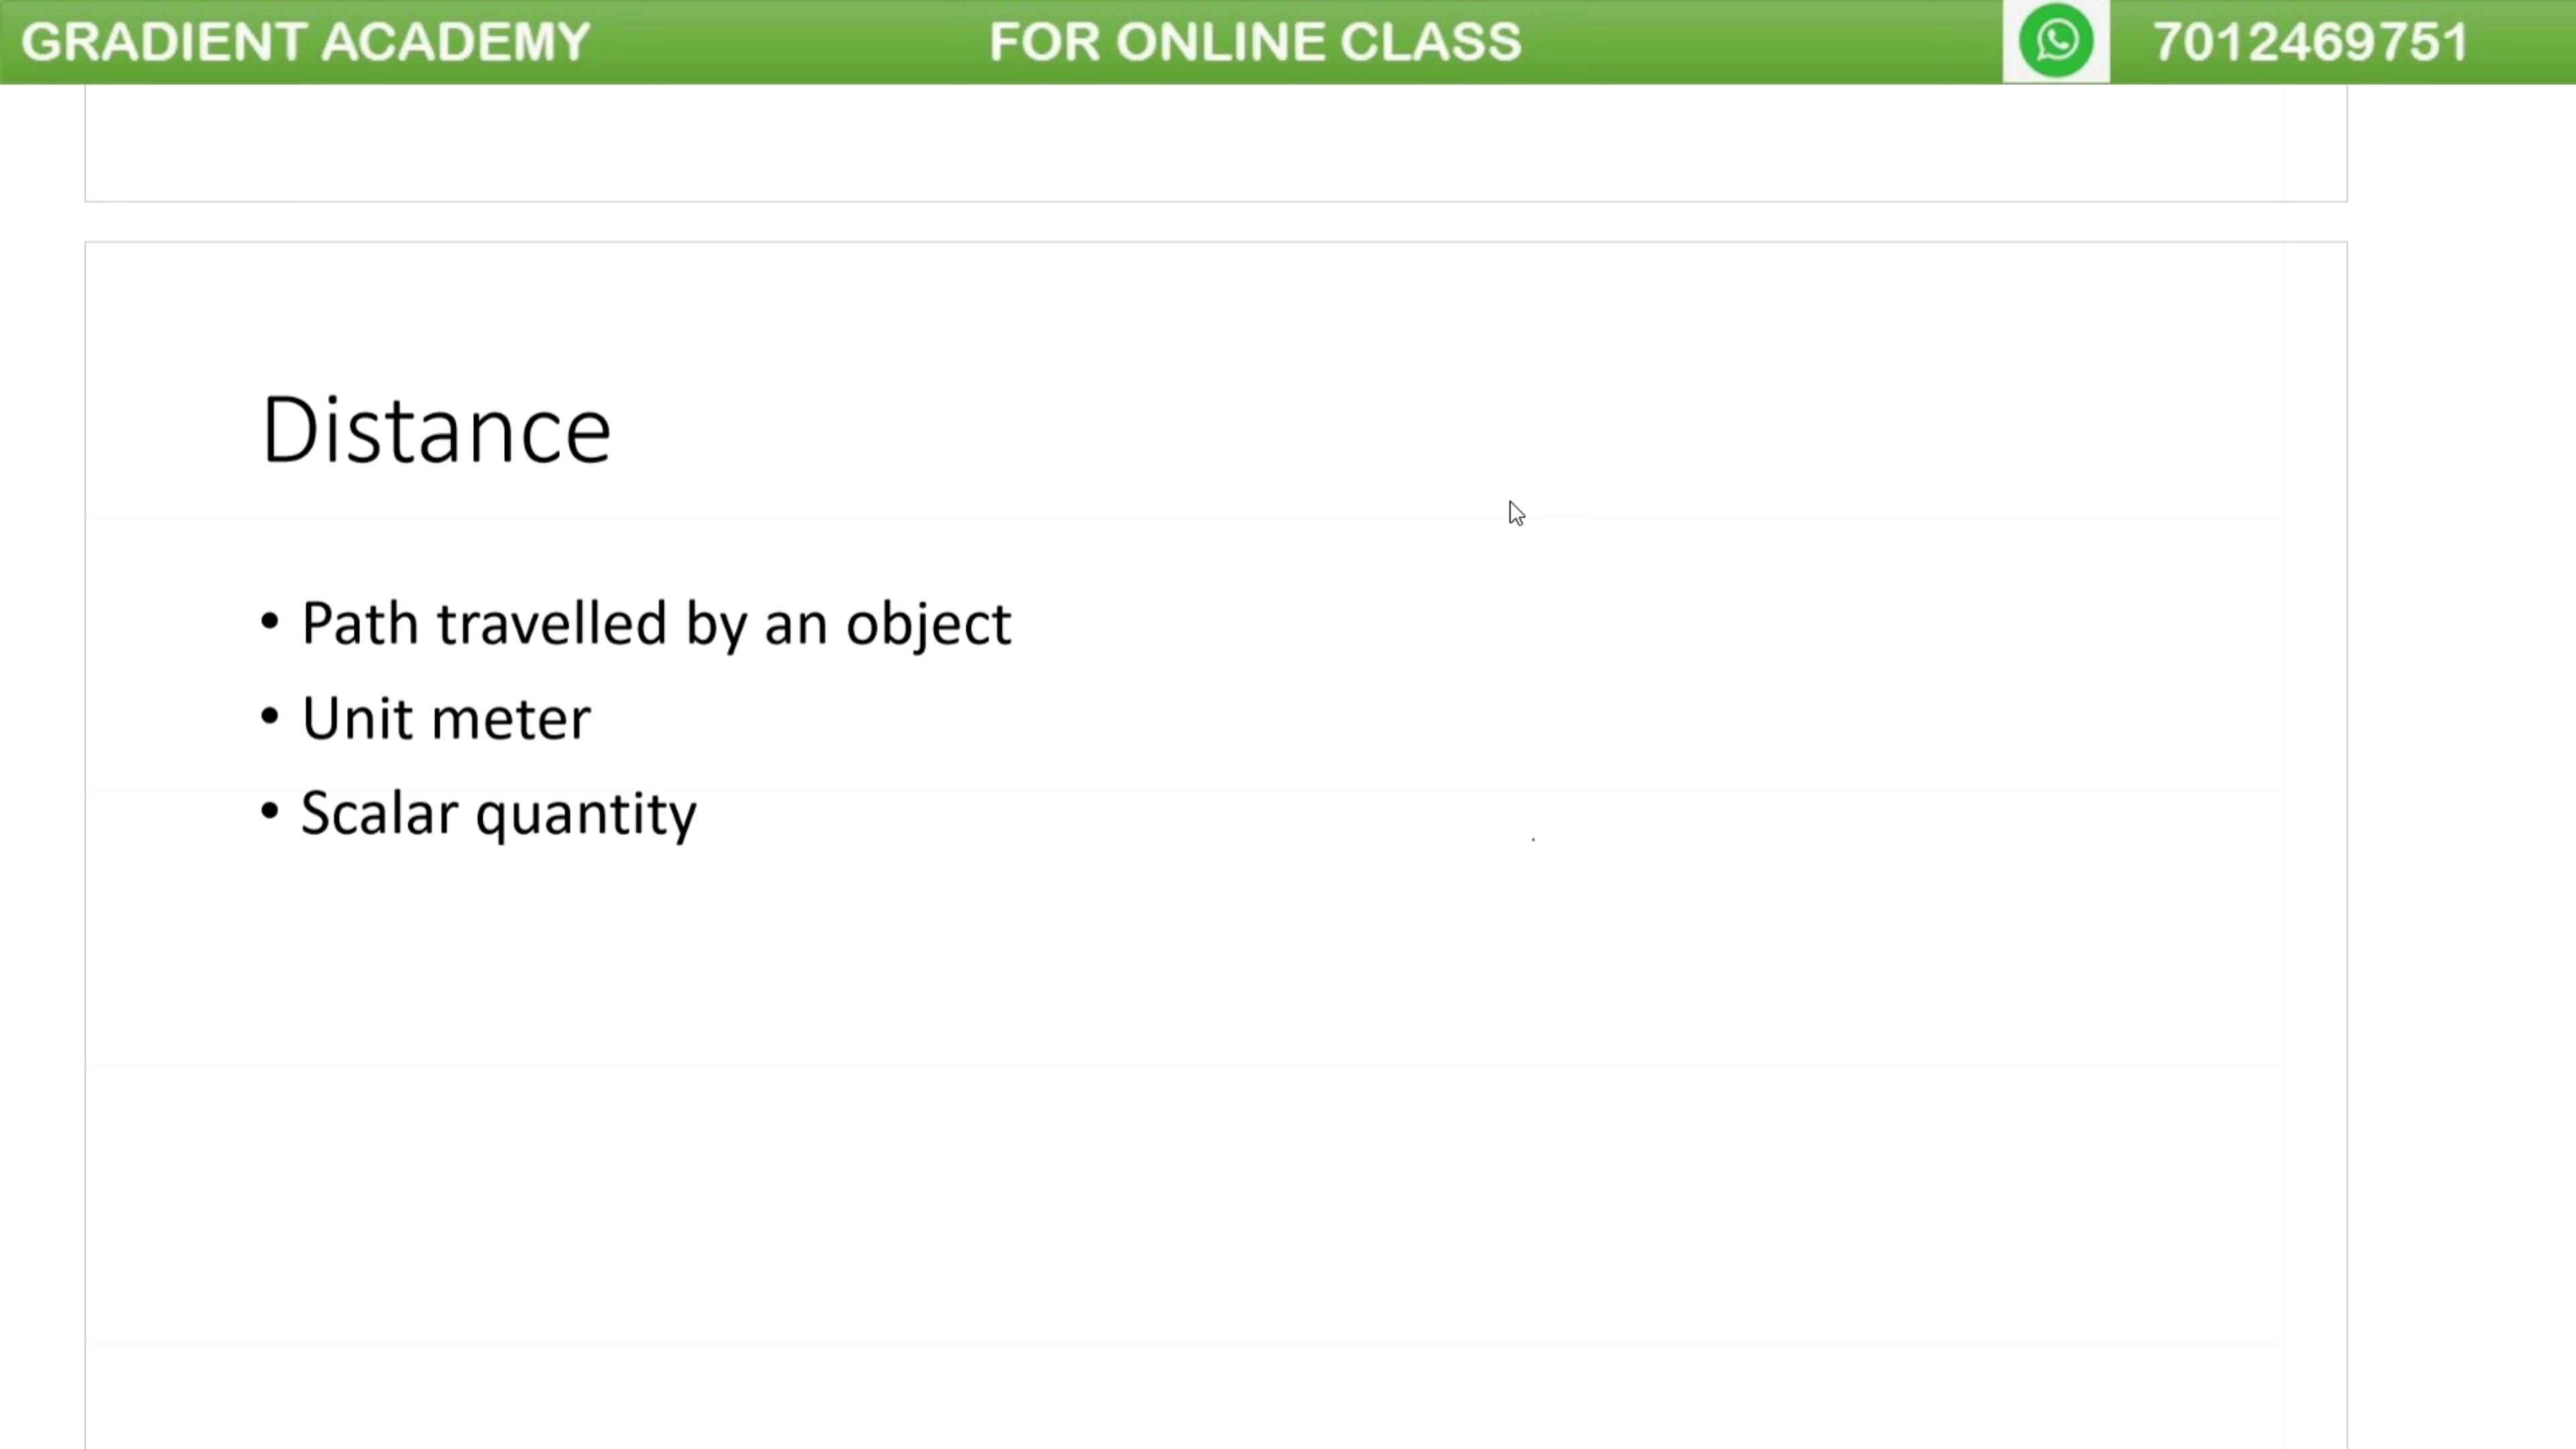 GRADIENT ACADEMY FOR ONLINE CLASS 7012469751
Distance
• Path travelled by an object
• Unit meter
• Scalar quantity